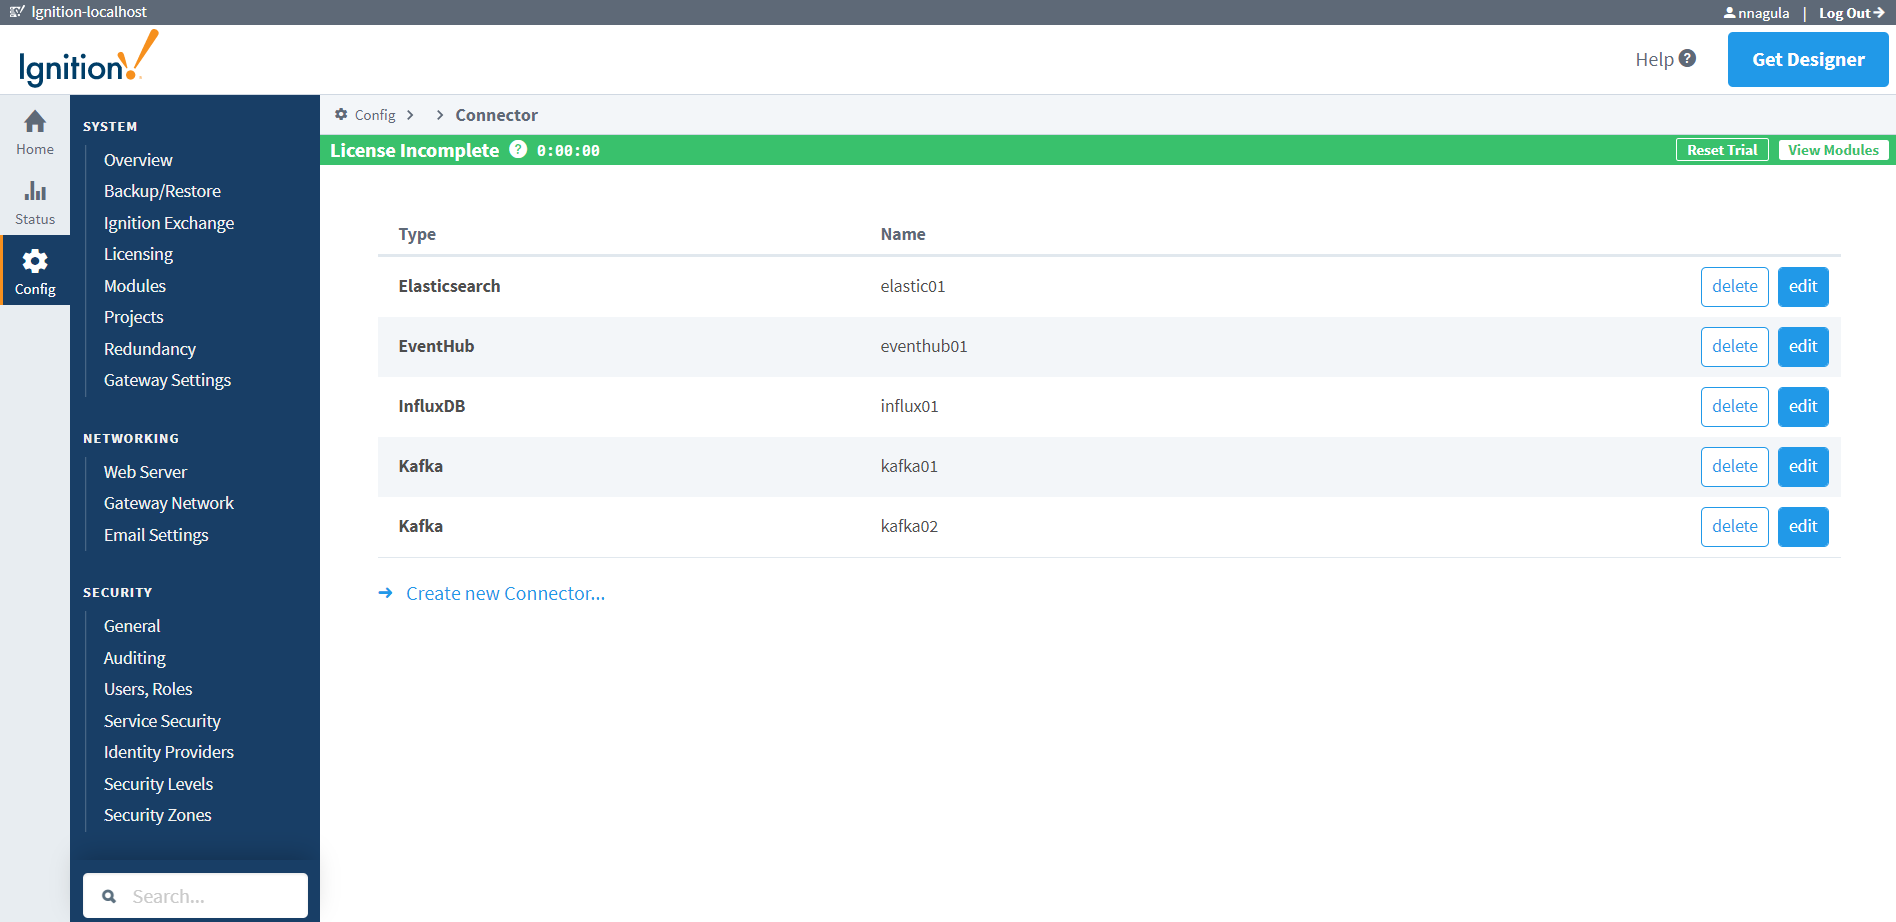 Ignition-localhost
nnagula | Log Out
Ignition!
Help ?
Get Designer
Home
Status
Config
SYSTEM
Overview
Backup/Restore
Ignition Exchange
Licensing
Modules
Projects
Redundancy
Gateway Settings
NETWORKING
Web Server
Gateway Network
Email Settings
SECURITY
General
Auditing
Users, Roles
Service Security
Identity Providers
Security Levels
Security Zones
Search...
Config > > Connector
License Incomplete ? 0:00:00
Reset Trial
View Modules
Type Name
Elasticsearch elastic01 delete edit
EventHub eventhub01 delete edit
InfluxDB influx01 delete edit
Kafka kafka01 delete edit
Kafka kafka02 delete edit
Create new Connector...